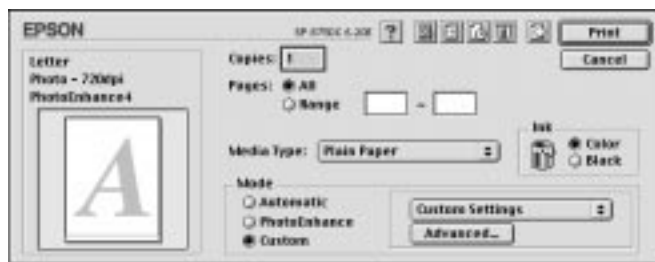 EPSON
?
Print
Letter
Photo - 720dpi
PhotoEnhance4
Copies: 1
Cancel
Pages: All
Range
-
Ink
Color
Black
Media Type: Plain Paper
A
Mode
Automatic
PhotoEnhance
Custom
Custom Settings
Advanced...